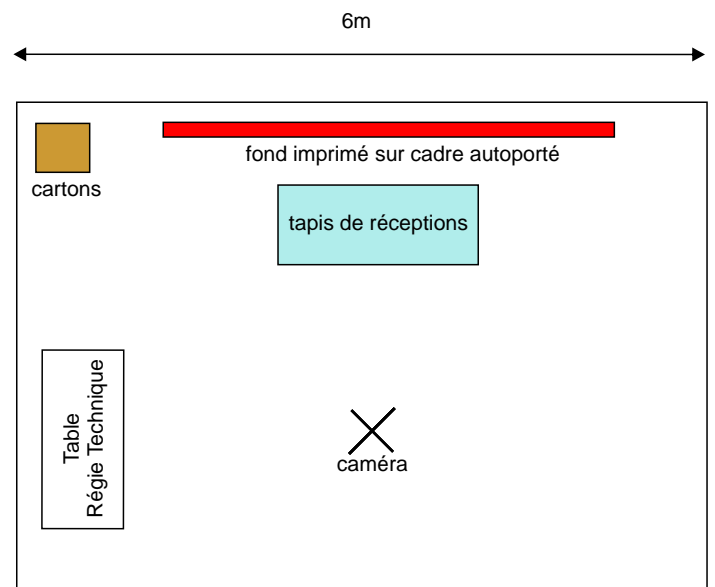 6m
fond imprimé sur cadre autoporté
cartons
tapis de réceptions
Table
Régie Technique
caméra